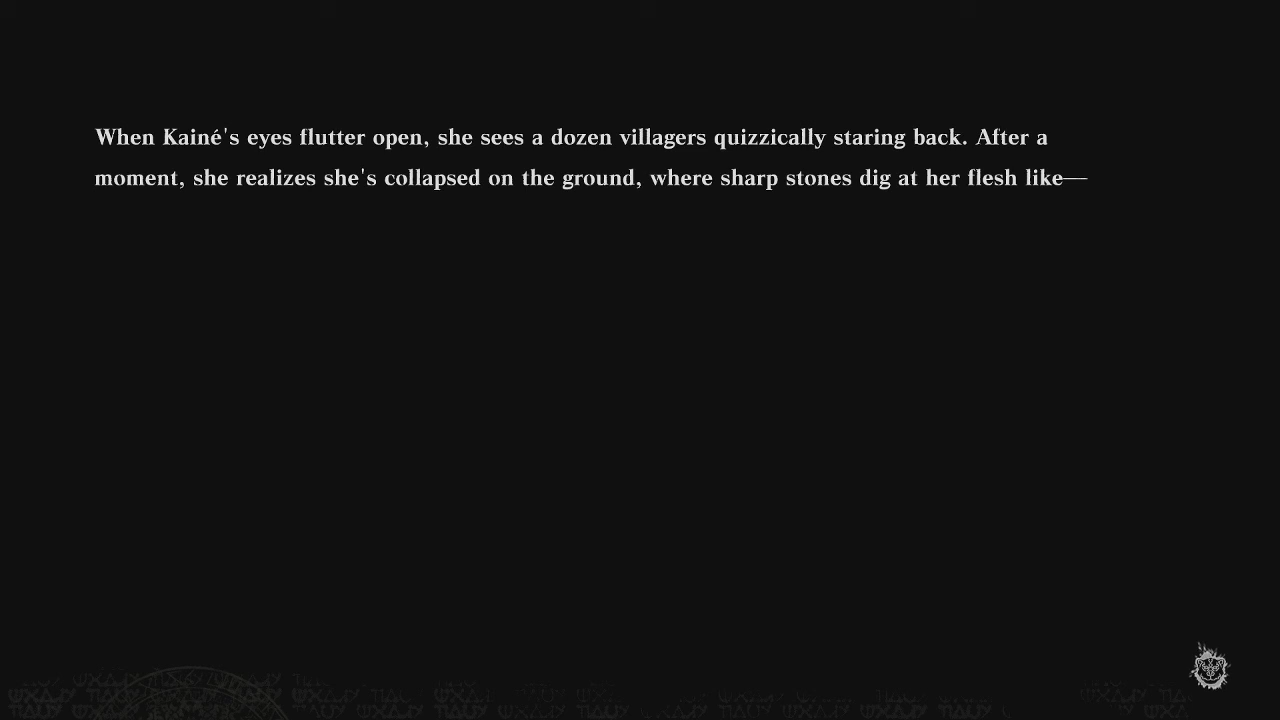 When Kainé's eyes flutter open, she sees a dozen villagers quizzically staring back. After a
moment, she realizes she's collapsed on the ground, where sharp stones dig at her flesh like—